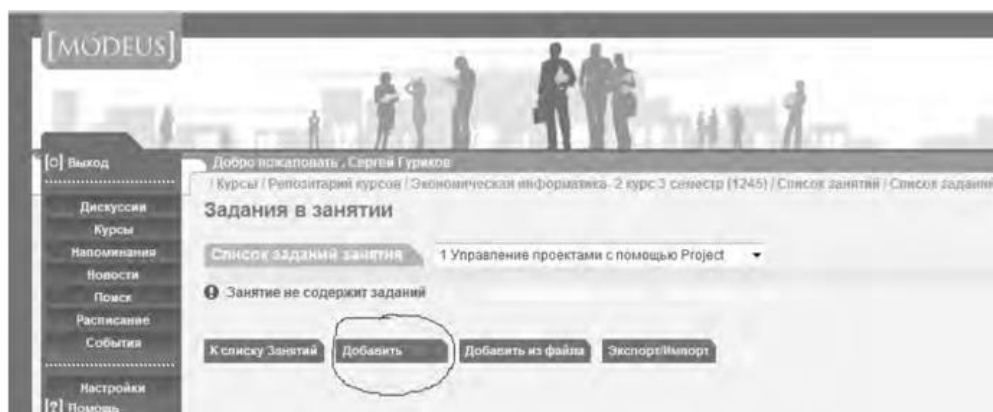 [MODEUS]
[О] Выход
Добро пожаловать , Сергей Гуриков
/ Курсы / Репозитарий курсов / Экономическая информатика- 2 курс 3 семестр (1245) / Список занятий / Список заданий
Дискуссии
Курсы
Напоминания
Новости
Поиск
Расписание
События
Настройки
[?] Помощь
Задания в занятии
Список заданий занятия
1 Управление проектами с помощью Project
Занятие не содержит заданий
К списку Занятий
Добавить
Добавить из файла
Экспорт/Импорт